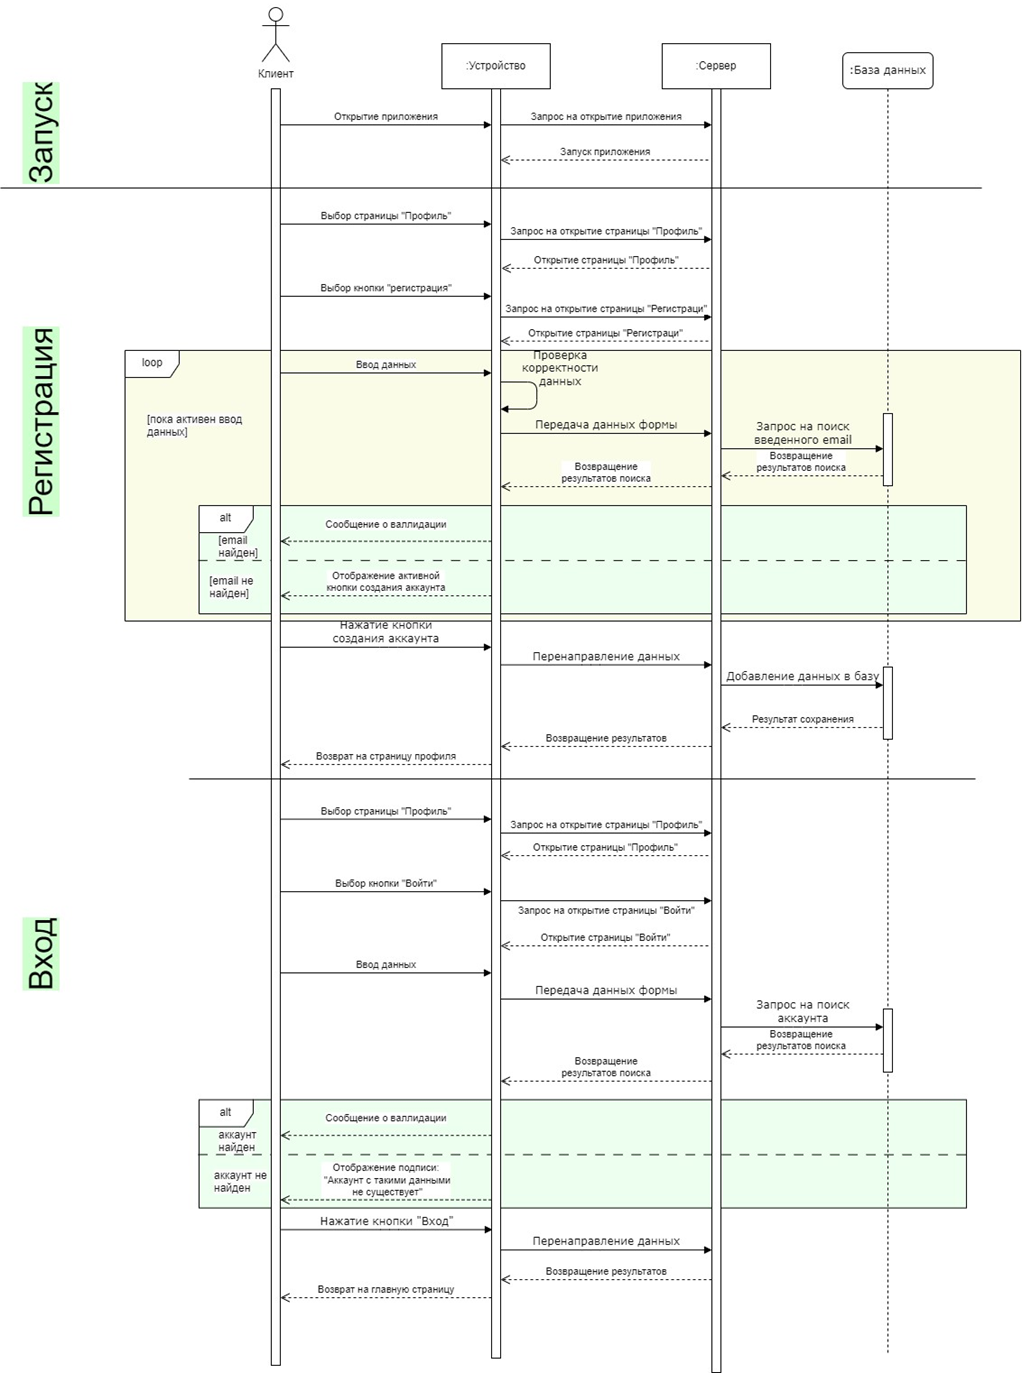 Клиент
:Устройство
:Сервер
:База данных
Запуск
Открытие приложения
Запрос на открытие приложения
Запуск приложения
Регистрация
Выбор страницы "Профиль"
Запрос на открытие страницы "Профиль"
Открытие страницы "Профиль"
Выбор кнопки "регистрация"
Запрос на открытие страницы "Регистраци"
Открытие страницы "Регистраци"
loop
[пока активен ввод
данных]
Ввод данных
Проверка
корректности
данных
Передача данных формы
Запрос на поиск
введенного email
Возвращение
результатов поиска
Возвращение
результатов поиска
alt
[email
найден]
Сообщение о валлидации
[email не
найден]
Отображение активной
кнопки создания аккаунта
Нажатие кнопки
создания аккаунта
Перенаправление данных
Добавление данных в базу
Результат сохранения
Возвращение результатов
Возврат на страницу профиля
Вход
Выбор страницы "Профиль"
Запрос на открытие страницы "Профиль"
Открытие страницы "Профиль"
Выбор кнопки "Войти"
Запрос на открытие страницы "Войти"
Открытие страницы "Войти"
Ввод данных
Передача данных формы
Запрос на поиск
аккаунта
Возвращение
результатов поиска
Возвращение
результатов поиска
alt
аккаунт
найден
Сообщение о валлидации
аккаунт не
найден
Отображение подписи:
"Аккаунт с такими данными
не существует"
Нажатие кнопки "Вход"
Перенаправление данных
Возвращение результатов
Возврат на главную страницу